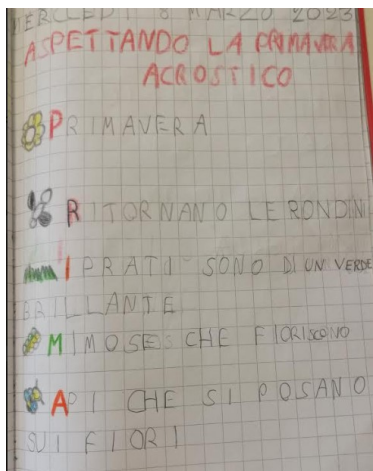 MERCLEDI 8 MARZO 2023
ASPETTANDO LA PRIMAVERA
ACROSTICO
PRIMAVERA
RITORNANO LE RONDINI
I PRATI SONO DI UN VERDE
BRILLANTE
MIMOSE CHE FIORISCONO
API CHE SI POSANO
SUI FIORI